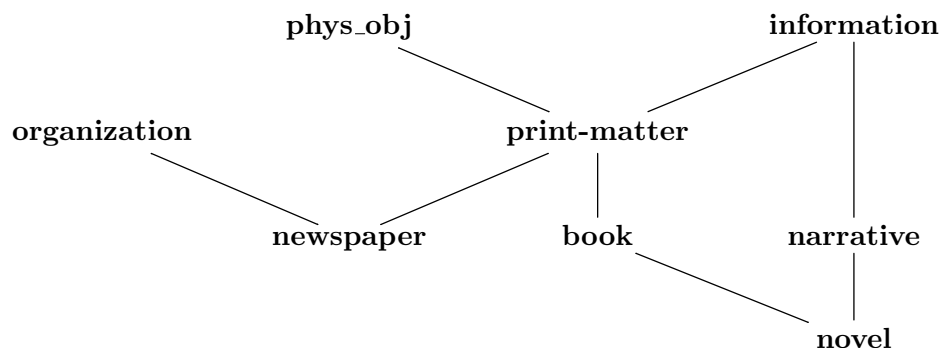 phys_obj information
organization print-matter
newspaper book narrative
novel